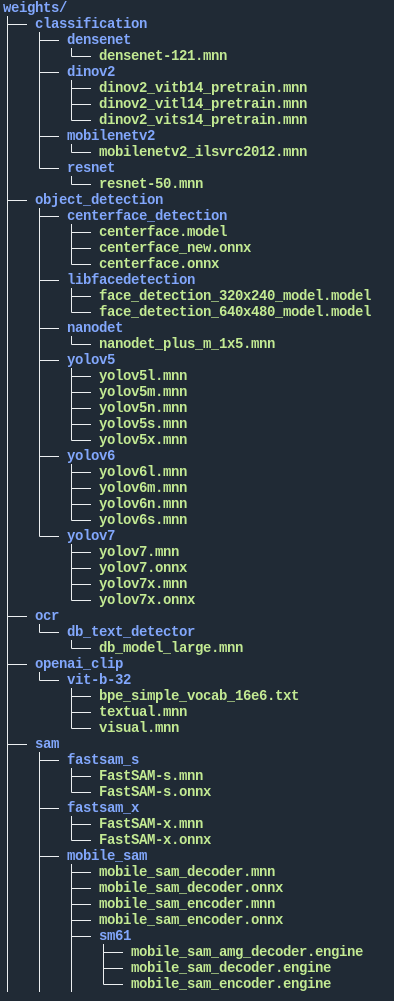 weights/
├── classification
│   ├── densenet
│   │   └── densenet-121.mnn
│   ├── dinov2
│   │   ├── dinov2_vitb14_pretrain.mnn
│   │   ├── dinov2_vitl14_pretrain.mnn
│   │   └── dinov2_vits14_pretrain.mnn
│   ├── mobilenetv2
│   │   └── mobilenetv2_ilsvrc2012.mnn
│   └── resnet
│       └── resnet-50.mnn
├── object_detection
│   ├── centerface_detection
│   │   ├── centerface.model
│   │   ├── centerface_new.onnx
│   │   └── centerface.onnx
│   ├── libfacedetection
│   │   ├── face_detection_320x240_model.model
│   │   └── face_detection_640x480_model.model
│   ├── nanodet
│   │   └── nanodet_plus_m_1x5.mnn
│   ├── yolov5
│   │   ├── yolov5l.mnn
│   │   ├── yolov5m.mnn
│   │   ├── yolov5n.mnn
│   │   ├── yolov5s.mnn
│   │   └── yolov5x.mnn
│   ├── yolov6
│   │   ├── yolov6l.mnn
│   │   ├── yolov6m.mnn
│   │   ├── yolov6n.mnn
│   │   └── yolov6s.mnn
│   └── yolov7
│       ├── yolov7.mnn
│       ├── yolov7.onnx
│       ├── yolov7x.mnn
│       └── yolov7x.onnx
├── ocr
│   └── db_text_detector
│       └── db_model_large.mnn
├── openai_clip
│   └── vit-b-32
│       ├── bpe_simple_vocab_16e6.txt
│       ├── textual.mnn
│       └── visual.mnn
├── sam
│   ├── fastsam_s
│   │   ├── FastSAM-s.mnn
│   │   └── FastSAM-s.onnx
│   ├── fastsam_x
│   │   ├── FastSAM-x.mnn
│   │   └── FastSAM-x.onnx
│   ├── mobile_sam
│   │   ├── mobile_sam_decoder.mnn
│   │   ├── mobile_sam_decoder.onnx
│   │   ├── mobile_sam_encoder.mnn
│   │   ├── mobile_sam_encoder.onnx
│   │   ├── sm61
│   │   │   ├── mobile_sam_amg_decoder.engine
│   │   │   ├── mobile_sam_decoder.engine
│   │   │   └── mobile_sam_encoder.engine